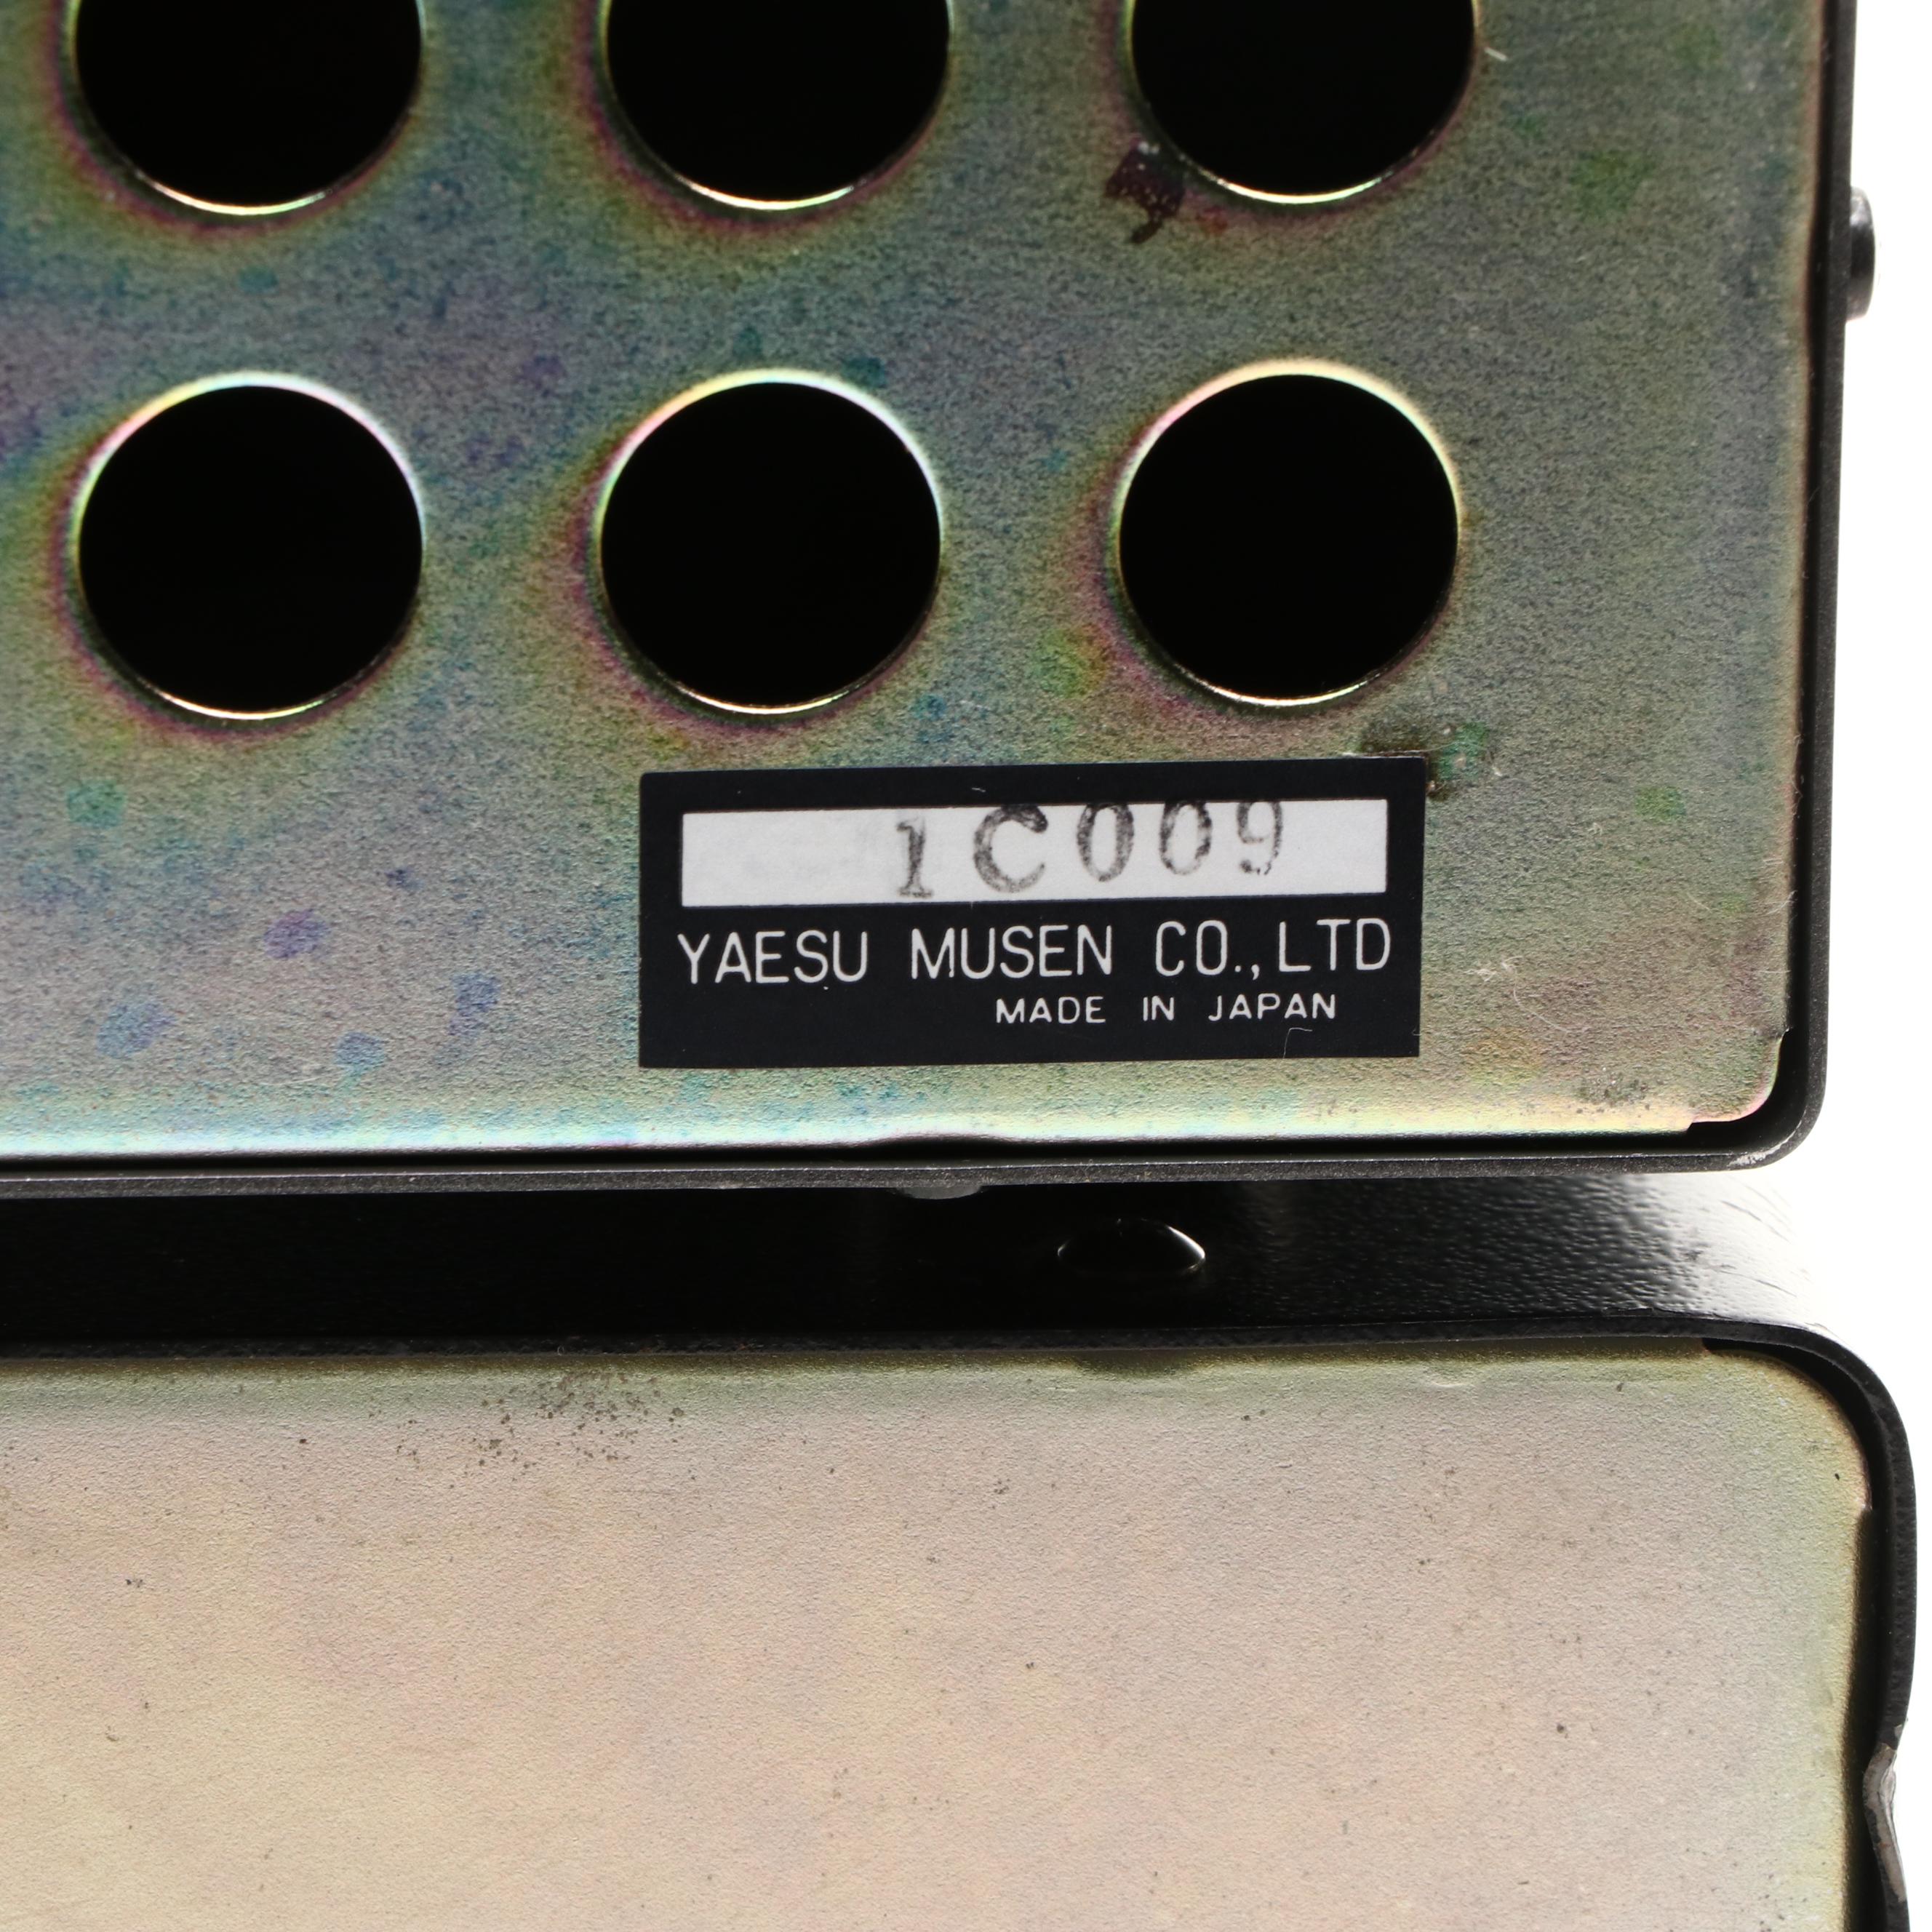 1C009
YAESU MUSEN CO.,LTD
MADE IN JAPAN